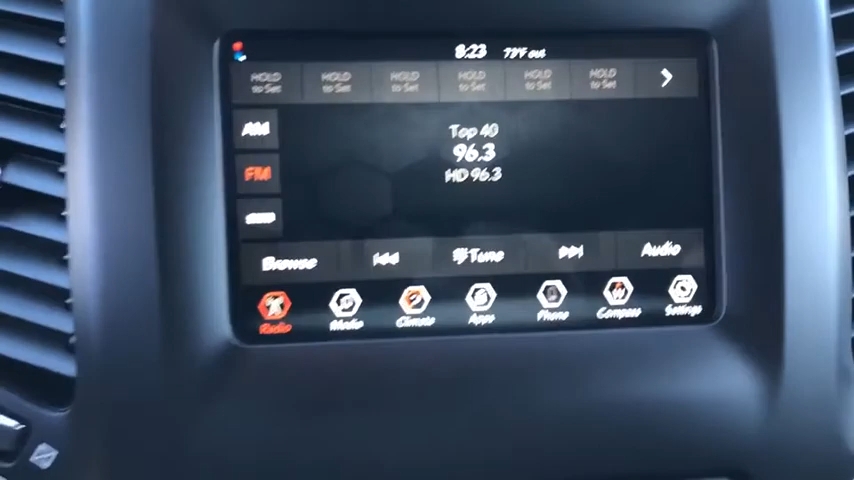 8:23 73°F out
HOLD to Set HOLD to Set HOLD to Set HOLD to Set HOLD to Set HOLD to Set
AM
Top 40
96.3
FM
HD 96.3
Browse Tune Audio
Radio Media Climate Apps Phone Compass Settings